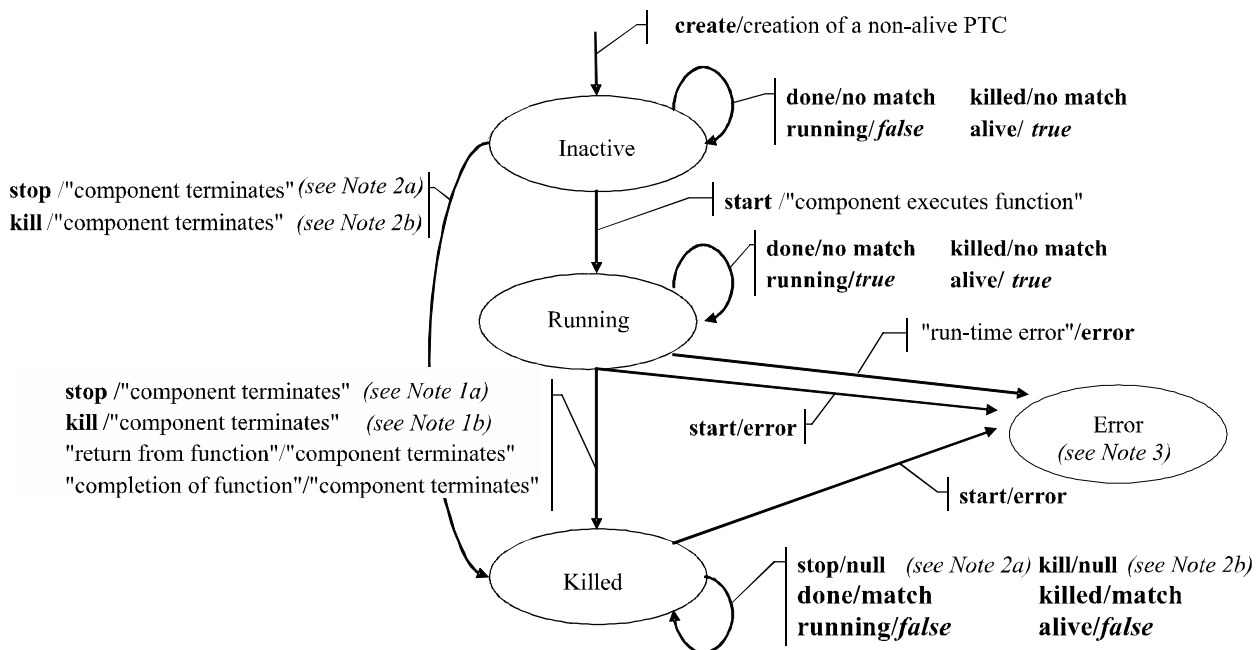 create/creation of a non-alive PTC
done/no match killed/no match
running/false alive/ true
Inactive
stop /"component terminates" (see Note 2a)
kill /"component terminates" (see Note 2b)
start /"component executes function"
done/no match killed/no match
running/true alive/ true
Running
"run-time error"/error
stop /"component terminates" (see Note 1a)
kill /"component terminates" (see Note 1b)
"return from function"/"component terminates"
"completion of function"/"component terminates"
start/error
Error
(see Note 3)
start/error
Killed
stop/null (see Note 2a) kill/null (see Note 2b)
done/match killed/match
running/false alive/false